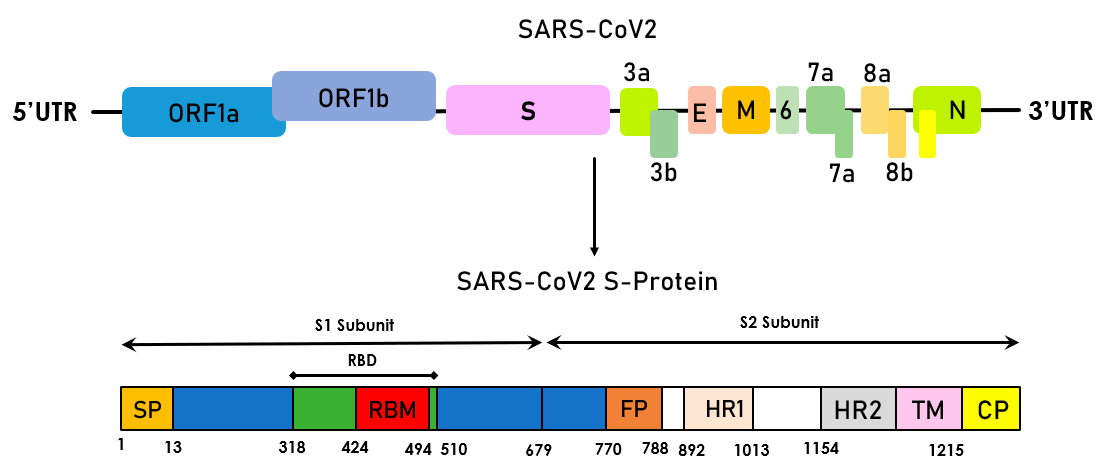 SARS-CoV2
3a 7a 8a
5'UTR ORF1a ORF1b S E M 6 N 3'UTR
3b 7a 8b
SARS-CoV2 S-Protein
S1 Subunit S2 Subunit
RBD
SP RBM FP HR1 HR2 TM CP
1 13 318 424 494 510 679 770 788 892 1013 1154 1215